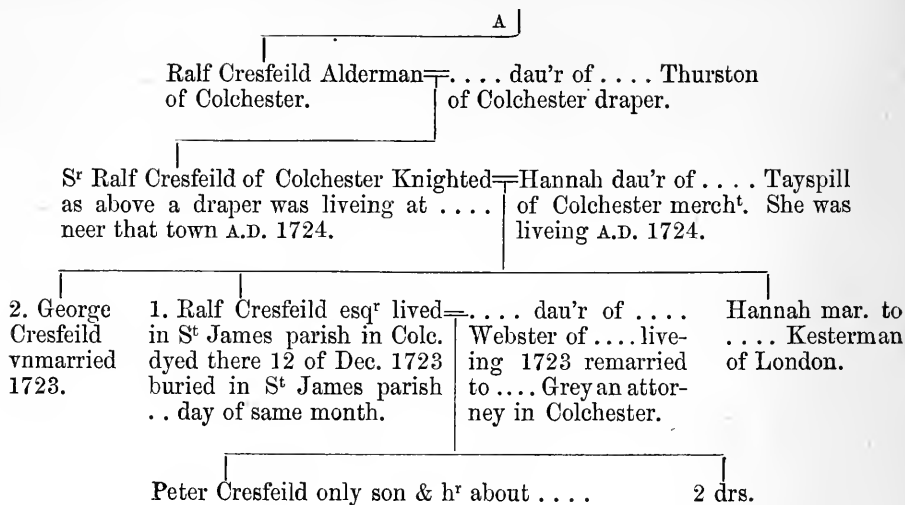 A
Ralf Cresfeild Alderman=. . . . dau'r of . . . . Thurston
of Colchester. of Colchester draper.
Sr Ralf Cresfeild of Colchester Knighted=Hannah dau'r of . . . . Tayspill
as above a draper was liveing at . . . . of Colchester mercht. She was
neer that town A.D. 1724. liveing A.D. 1724.
2. George
Cresfeild
vnmarried
1723.
1. Ralf Cresfeild esqr lived=
in St James parish in Colc.
dyed there 12 of Dec. 1723
buried in St James parish
. . day of same month.
. . . . dau'r of . . . .
Webster of . . . . live-
ing 1723 remarried
to . . . . Grey an attor-
ney in Colchester.
Hannah mar. to
. . . . Kesterman
of London.
Peter Cresfeild only son & hr about . . . . 2 drs.